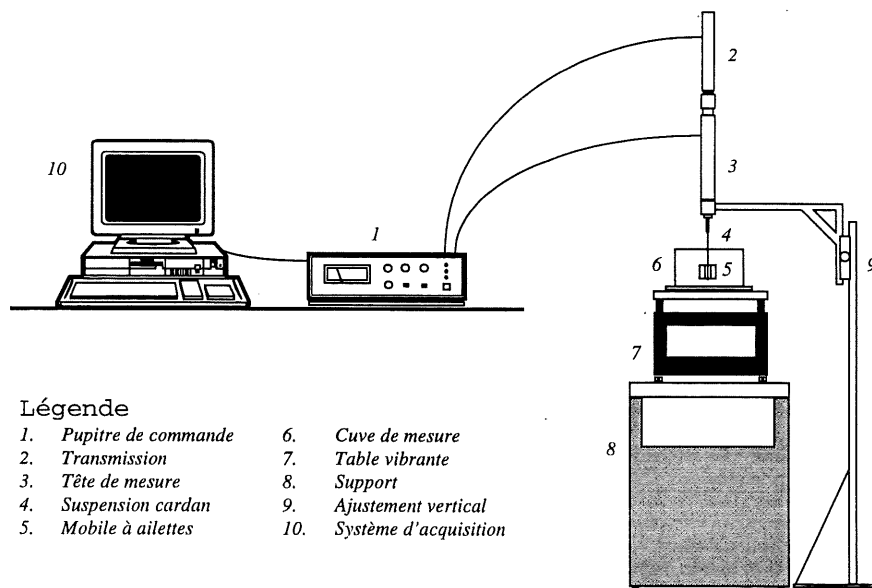 2
10
3
1
4
6
5
9
7
8
Légende
1. Pupitre de commande
2. Transmission
3. Tête de mesure
4. Suspension cardan
5. Mobile à ailettes
6. Cuve de mesure
7. Table vibrante
8. Support
9. Ajustement vertical
10. Système d'acquisition